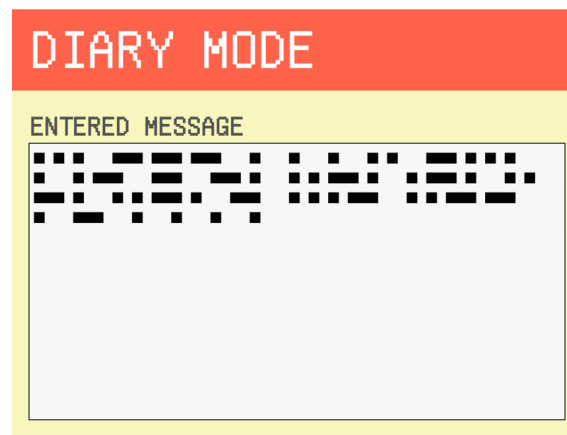 DIARY MODE
ENTERED MESSAGE
... --- . . . .. -...
. .- - -. ..-. .-. ..
-. ..-. - ...- ..--
. - . . . .